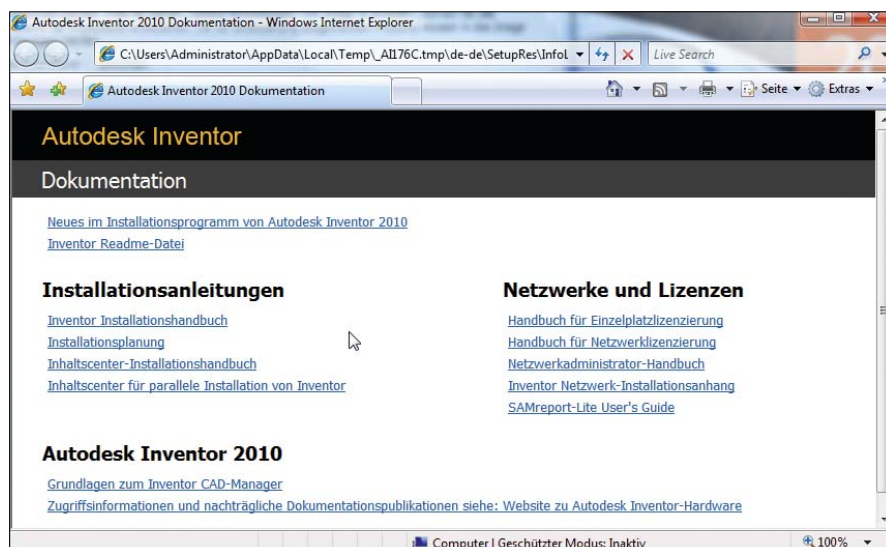 Autodesk Inventor 2010 Dokumentation - Windows Internet Explorer
C:\Users\Administrator\AppData\Local\Temp\_AI176C.tmp\de-de\SetupRes\InfoL
Live Search
Autodesk Inventor 2010 Dokumentation
Seite
Extras
Autodesk Inventor
Dokumentation
Neues im Installationsprogramm von Autodesk Inventor 2010
Inventor Readme-Datei
Installationsanleitungen
Inventor Installationshandbuch
Installationsplanung
Inhaltscenter-Installationshandbuch
Inhaltscenter für parallele Installation von Inventor
Netzwerke und Lizenzen
Handbuch für Einzelplatzlizenzierung
Handbuch für Netzwerklizenzierung
Netzwerkadministrator-Handbuch
Inventor Netzwerk-Installationsanhang
SAMreport-Lite User's Guide
Autodesk Inventor 2010
Grundlagen zum Inventor CAD-Manager
Zugriffsinformationen und nachträgliche Dokumentationspublikationen siehe: Website zu Autodesk Inventor-Hardware
Computer | Geschützter Modus: Inaktiv
100%